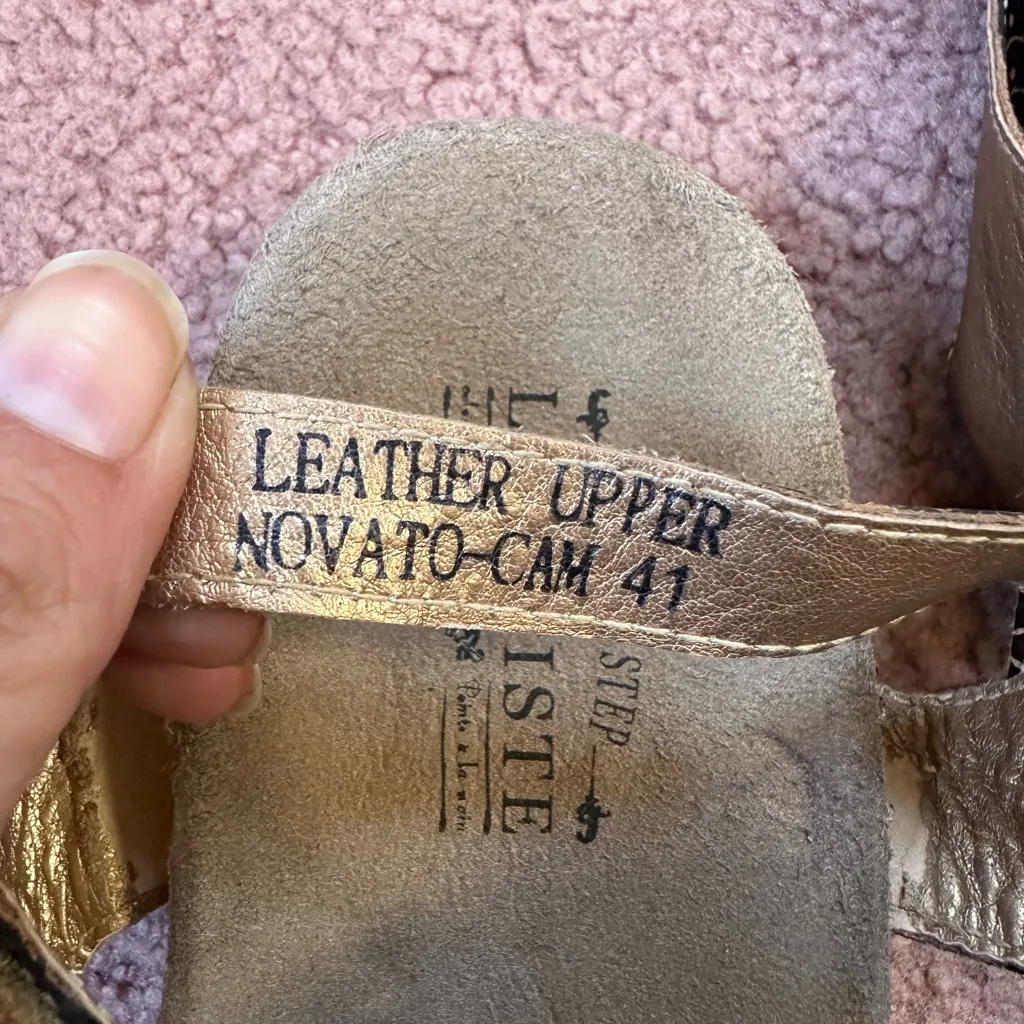 LEATHER UPPER
NOVATO-CAM 41
STEP
L
ISTE